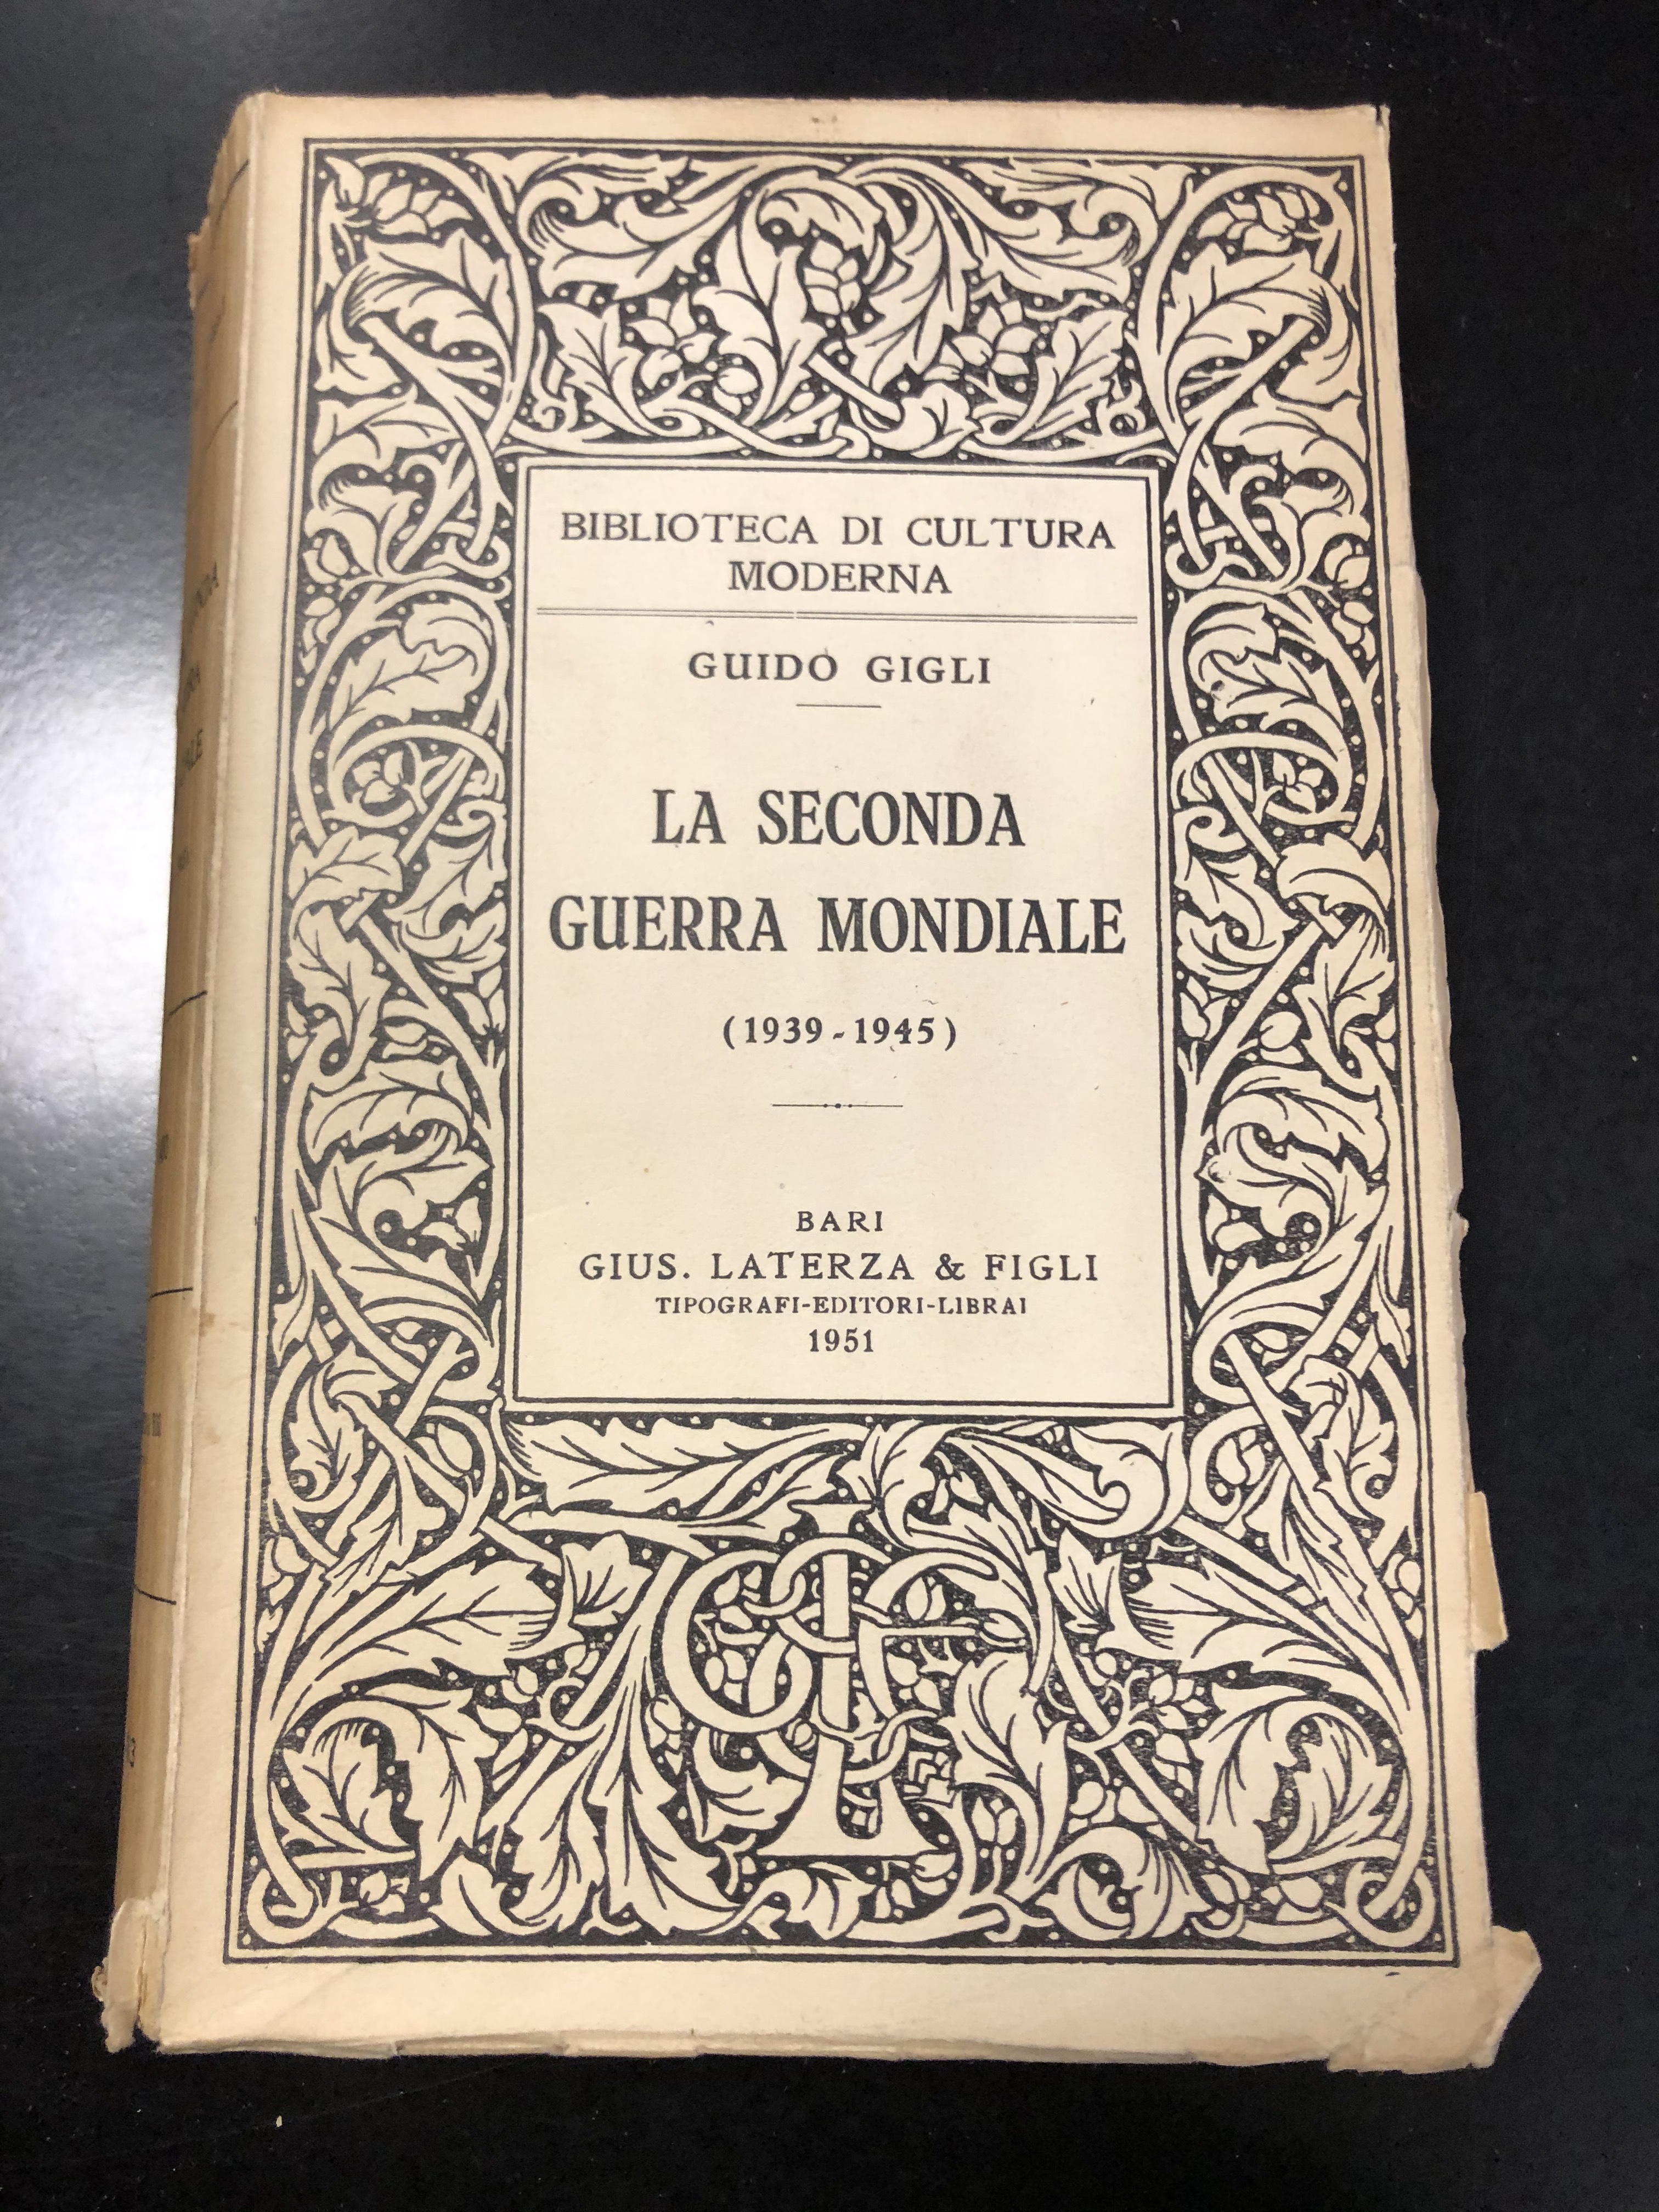 BIBLIOTECA DI CULTURA
MODERNA
GUIDO GIGLI
LA SECONDA
GUERRA MONDIALE
(1939-1945)
BARI
GIUS. LATERZA & FIGLI
TIPOGRAFI-EDITORI-LIBRAI
1951